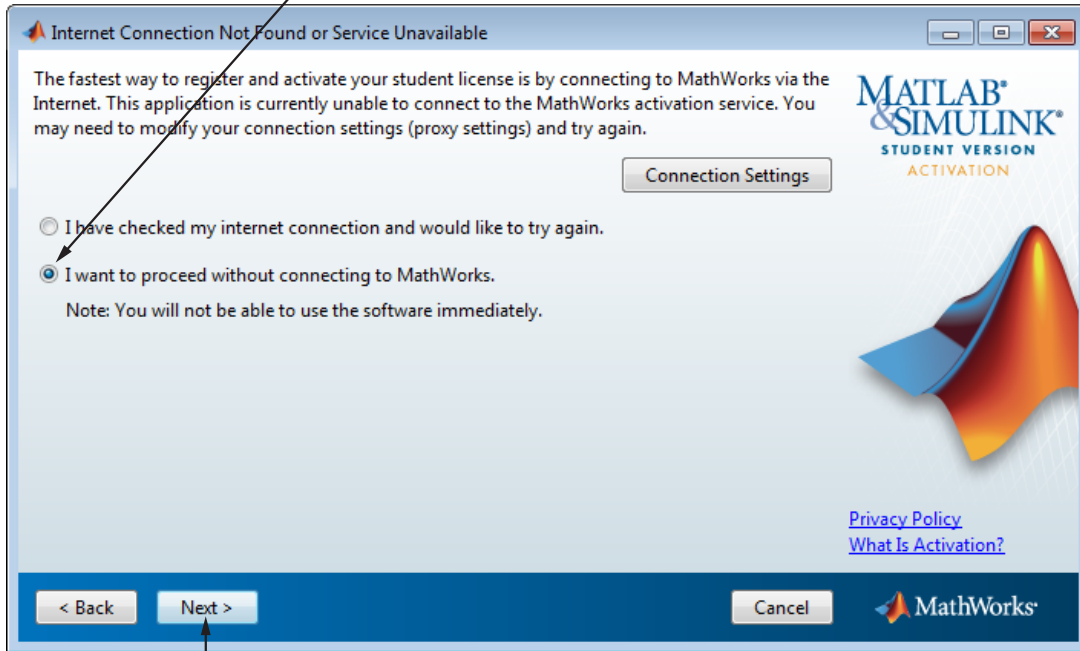 Internet Connection Not Found or Service Unavailable
The fastest way to register and activate your student license is by connecting to MathWorks via the
Internet. This application is currently unable to connect to the MathWorks activation service. You
may need to modify your connection settings (proxy settings) and try again.
Connection Settings
MATLAB®
&SIMULINK®
STUDENT VERSION
ACTIVATION
I have checked my internet connection and would like to try again.
I want to proceed without connecting to MathWorks.
Note: You will not be able to use the software immediately.
Privacy Policy
What Is Activation?
< Back
Next >
Cancel
MathWorks®